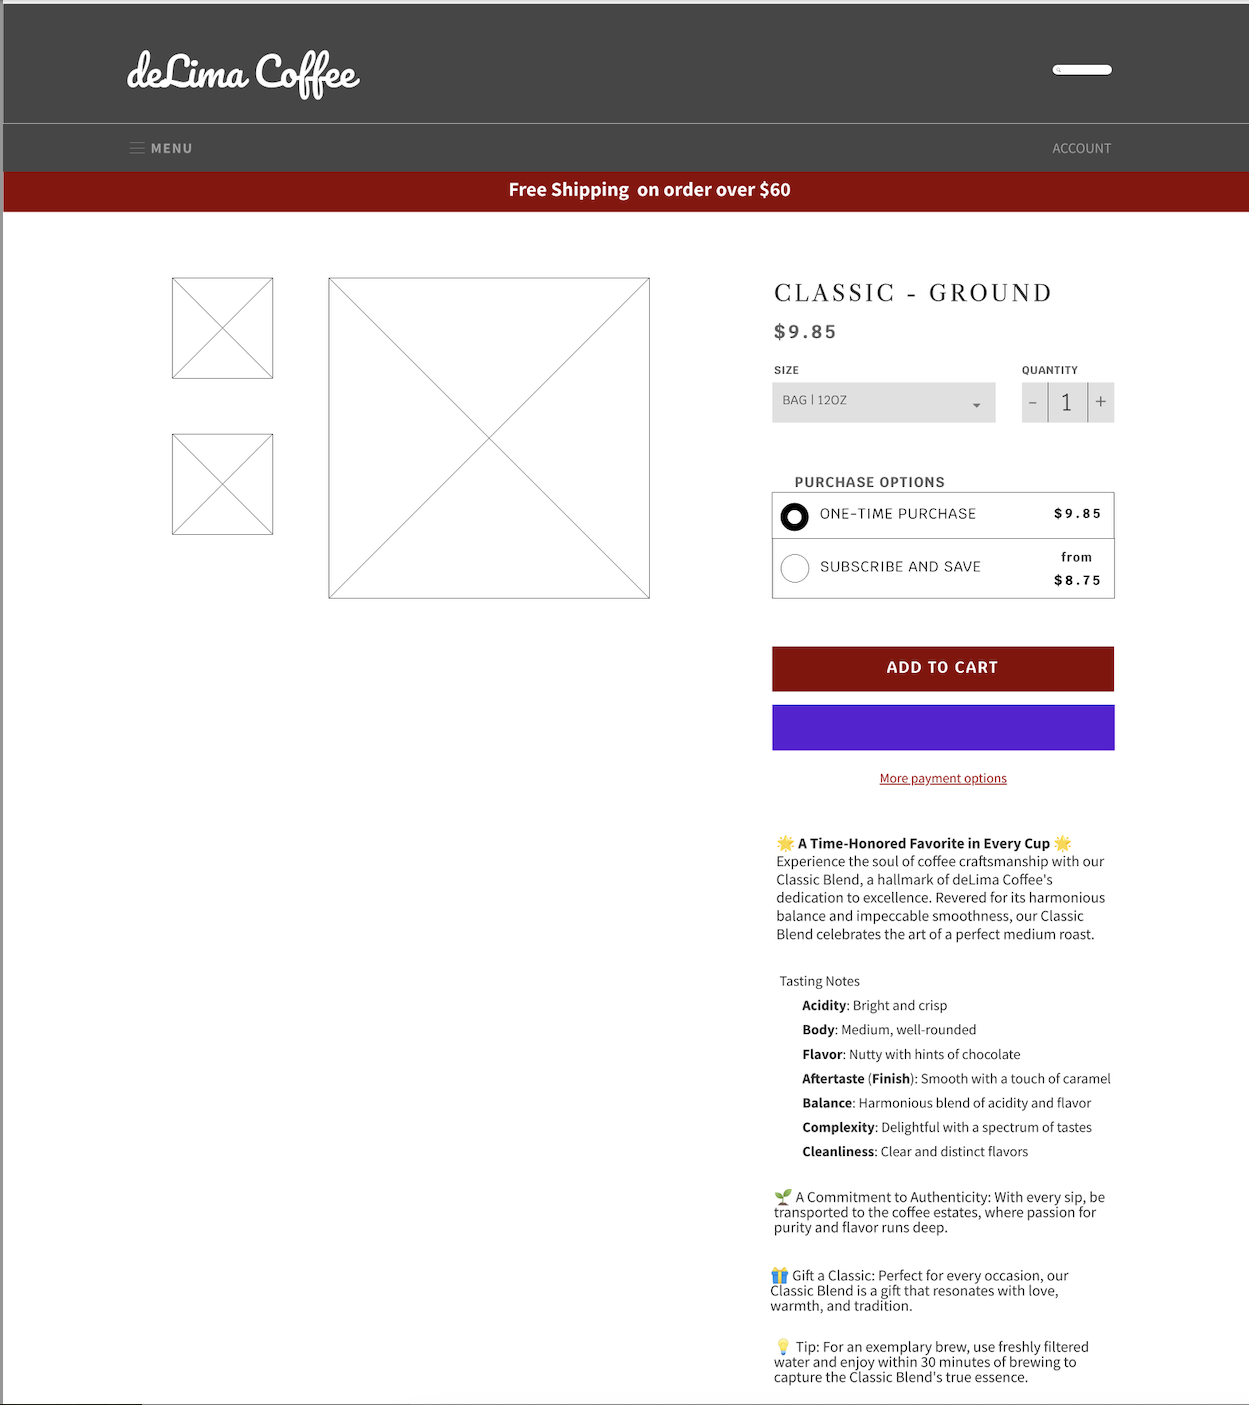 deLima Coffee
MENU
ACCOUNT
Free Shipping on order over $60
CLASSIC - GROUND
$9.85
SIZE
QUANTITY
BAG | 12OZ
- 1 +
PURCHASE OPTIONS
ONE-TIME PURCHASE
$9.85
SUBSCRIBE AND SAVE
from
$8.75
ADD TO CART
More payment options
🌟 A Time-Honored Favorite in Every Cup 🌟
Experience the soul of coffee craftsmanship with our
Classic Blend, a hallmark of deLima Coffee's
dedication to excellence. Revered for its harmonious
balance and impeccable smoothness, our Classic
Blend celebrates the art of a perfect medium roast.
Tasting Notes
Acidity: Bright and crisp
Body: Medium, well-rounded
Flavor: Nutty with hints of chocolate
Aftertaste (Finish): Smooth with a touch of caramel
Balance: Harmonious blend of acidity and flavor
Complexity: Delightful with a spectrum of tastes
Cleanliness: Clear and distinct flavors
🌱 A Commitment to Authenticity: With every sip, be
transported to the coffee estates, where passion for
purity and flavor runs deep.
🎁 Gift a Classic: Perfect for every occasion, our
Classic Blend is a gift that resonates with love,
warmth, and tradition.
💡 Tip: For an exemplary brew, use freshly filtered
water and enjoy within 30 minutes of brewing to
capture the Classic Blend's true essence.